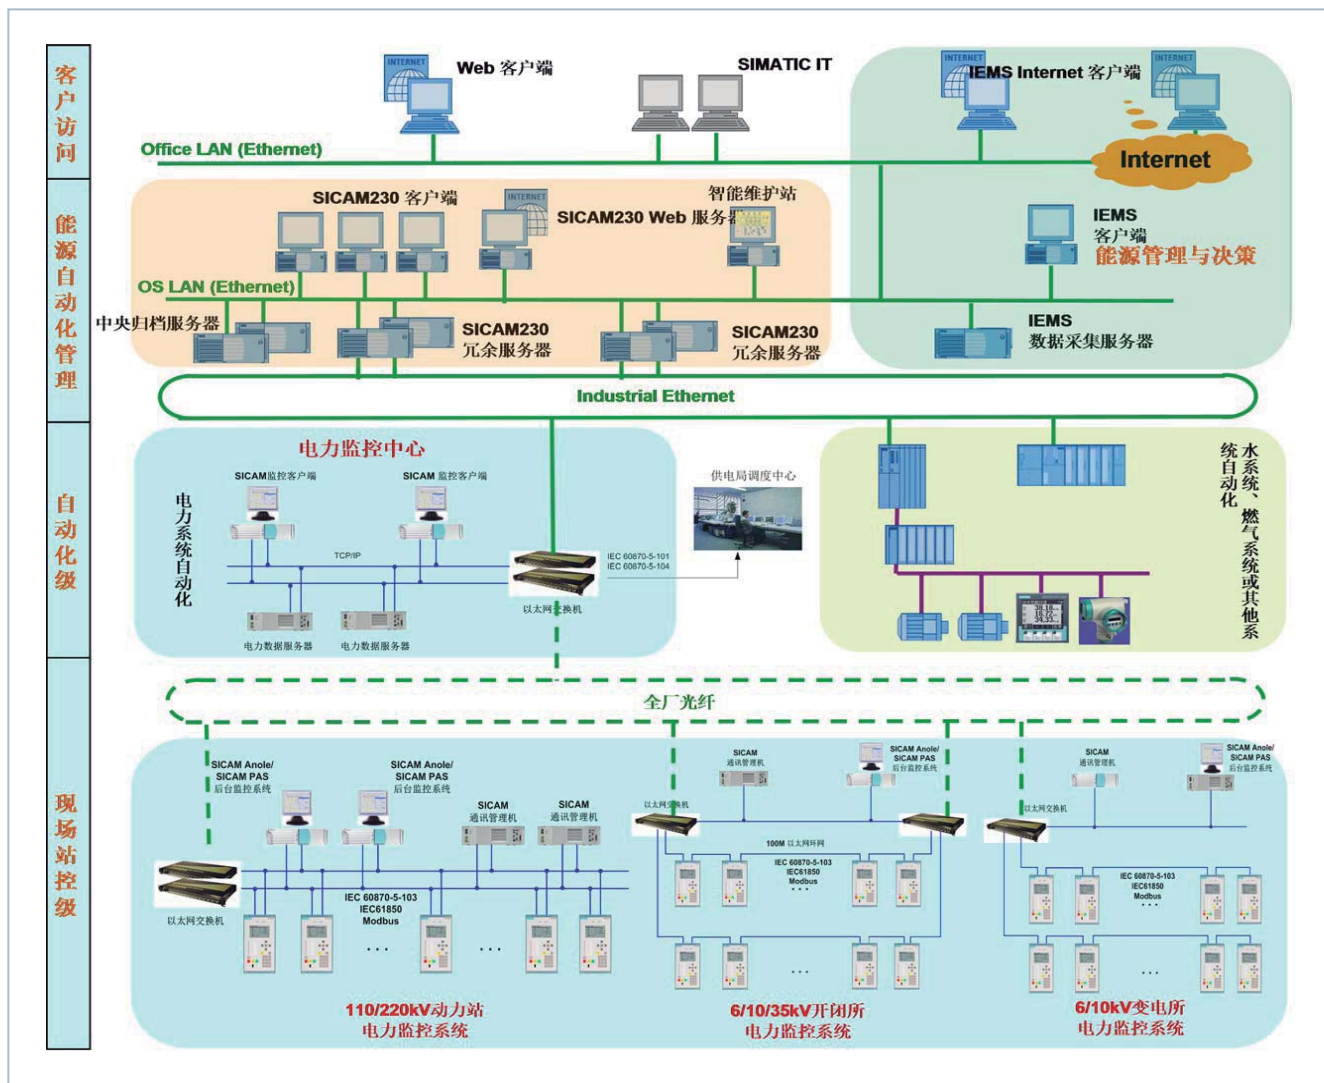 客户访问
Web 客户端
INTERNET
SIMATIC IT
INTERNET
IEMS Internet 客户端
INTERNET
Office LAN (Ethernet)
Internet
能源自动化管理
SICAM230 客户端
INTERNET
SICAM230 Web 服务器
智能维护站
IEMS
客户端
能源管理与决策
OS LAN (Ethernet)
中央归档服务器
SICAM230
冗余服务器
SICAM230
冗余服务器
IEMS
数据采集服务器
Industrial Ethernet
自动化级
电力监控中心
SICAM监控客户端
SICAM 监控客户端
电力系统自动化
TCP/IP
IEC 60870-5-101
IEC 60870-5-104
以太网交换机
电力数据服务器
电力数据服务器
供电局调度中心
水系统、燃气系统或其他系
统自动化
38.18
16.72
34.33
现场站控级
全厂光纤
SICAM Anole/
SICAM PAS
后台监控系统
SICAM Anole/
SICAM PAS
后台监控系统
SICAM
通讯管理机
SICAM
通讯管理机
以太网交换机
IEC 60870-5-103
IEC61850
Modbus
...
...
110/220kV动力站
电力监控系统
SICAM
通讯管理机
SICAM Anole/
SICAM PAS
后台监控系统
以太网交换机
100M 以太网环网
IEC 60870-5-103
IEC61850
Modbus
...
...
6/10/35kV开闭所
电力监控系统
SICAM
通讯管理机
SICAM Anole/
SICAM PAS
后台监控系统
以太网交换机
IEC 60870-5-103
IEC61850
...
...
6/10kV变电所
电力监控系统